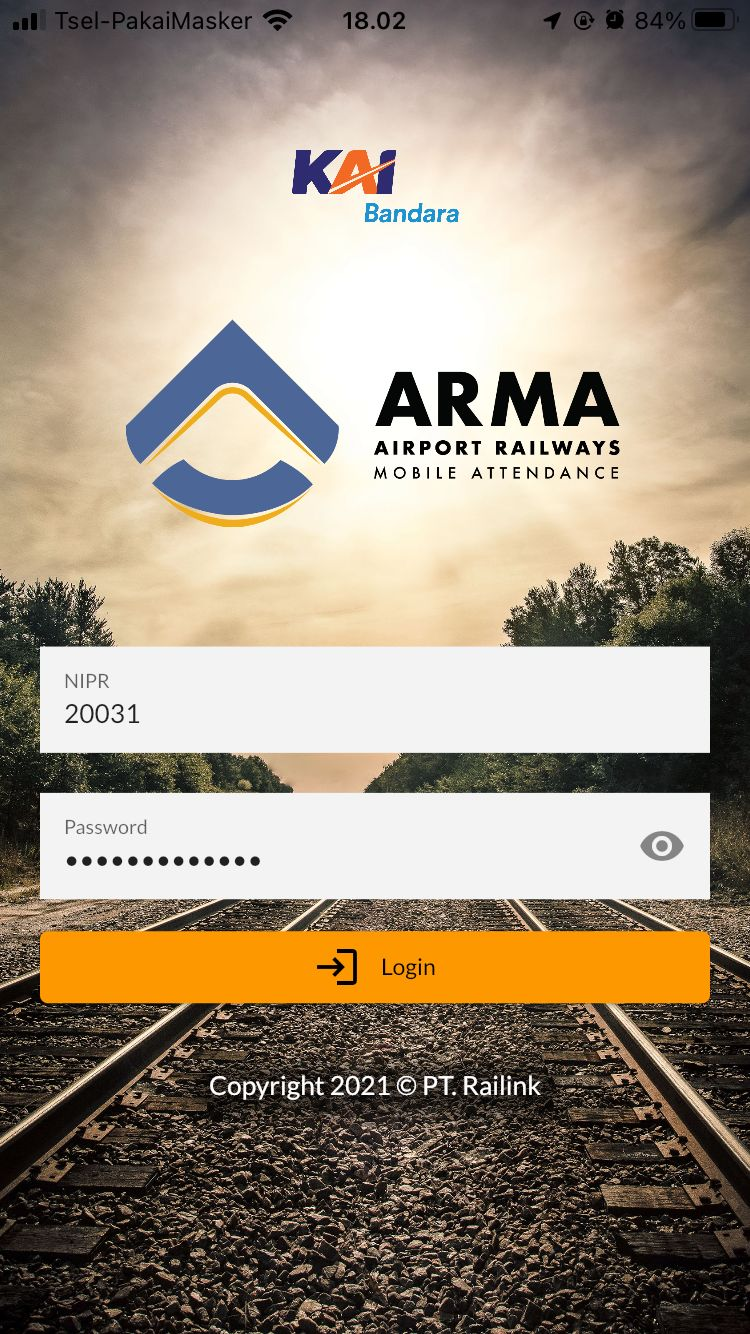 Tsel-PakaiMasker 18.02 84%
KAI
Bandara
ARMA
AIRPORT RAILWAYS
MOBILE ATTENDANCE
NIPR
20031
Password
•••••••••••••
Login
Copyright 2021 © PT. Railink